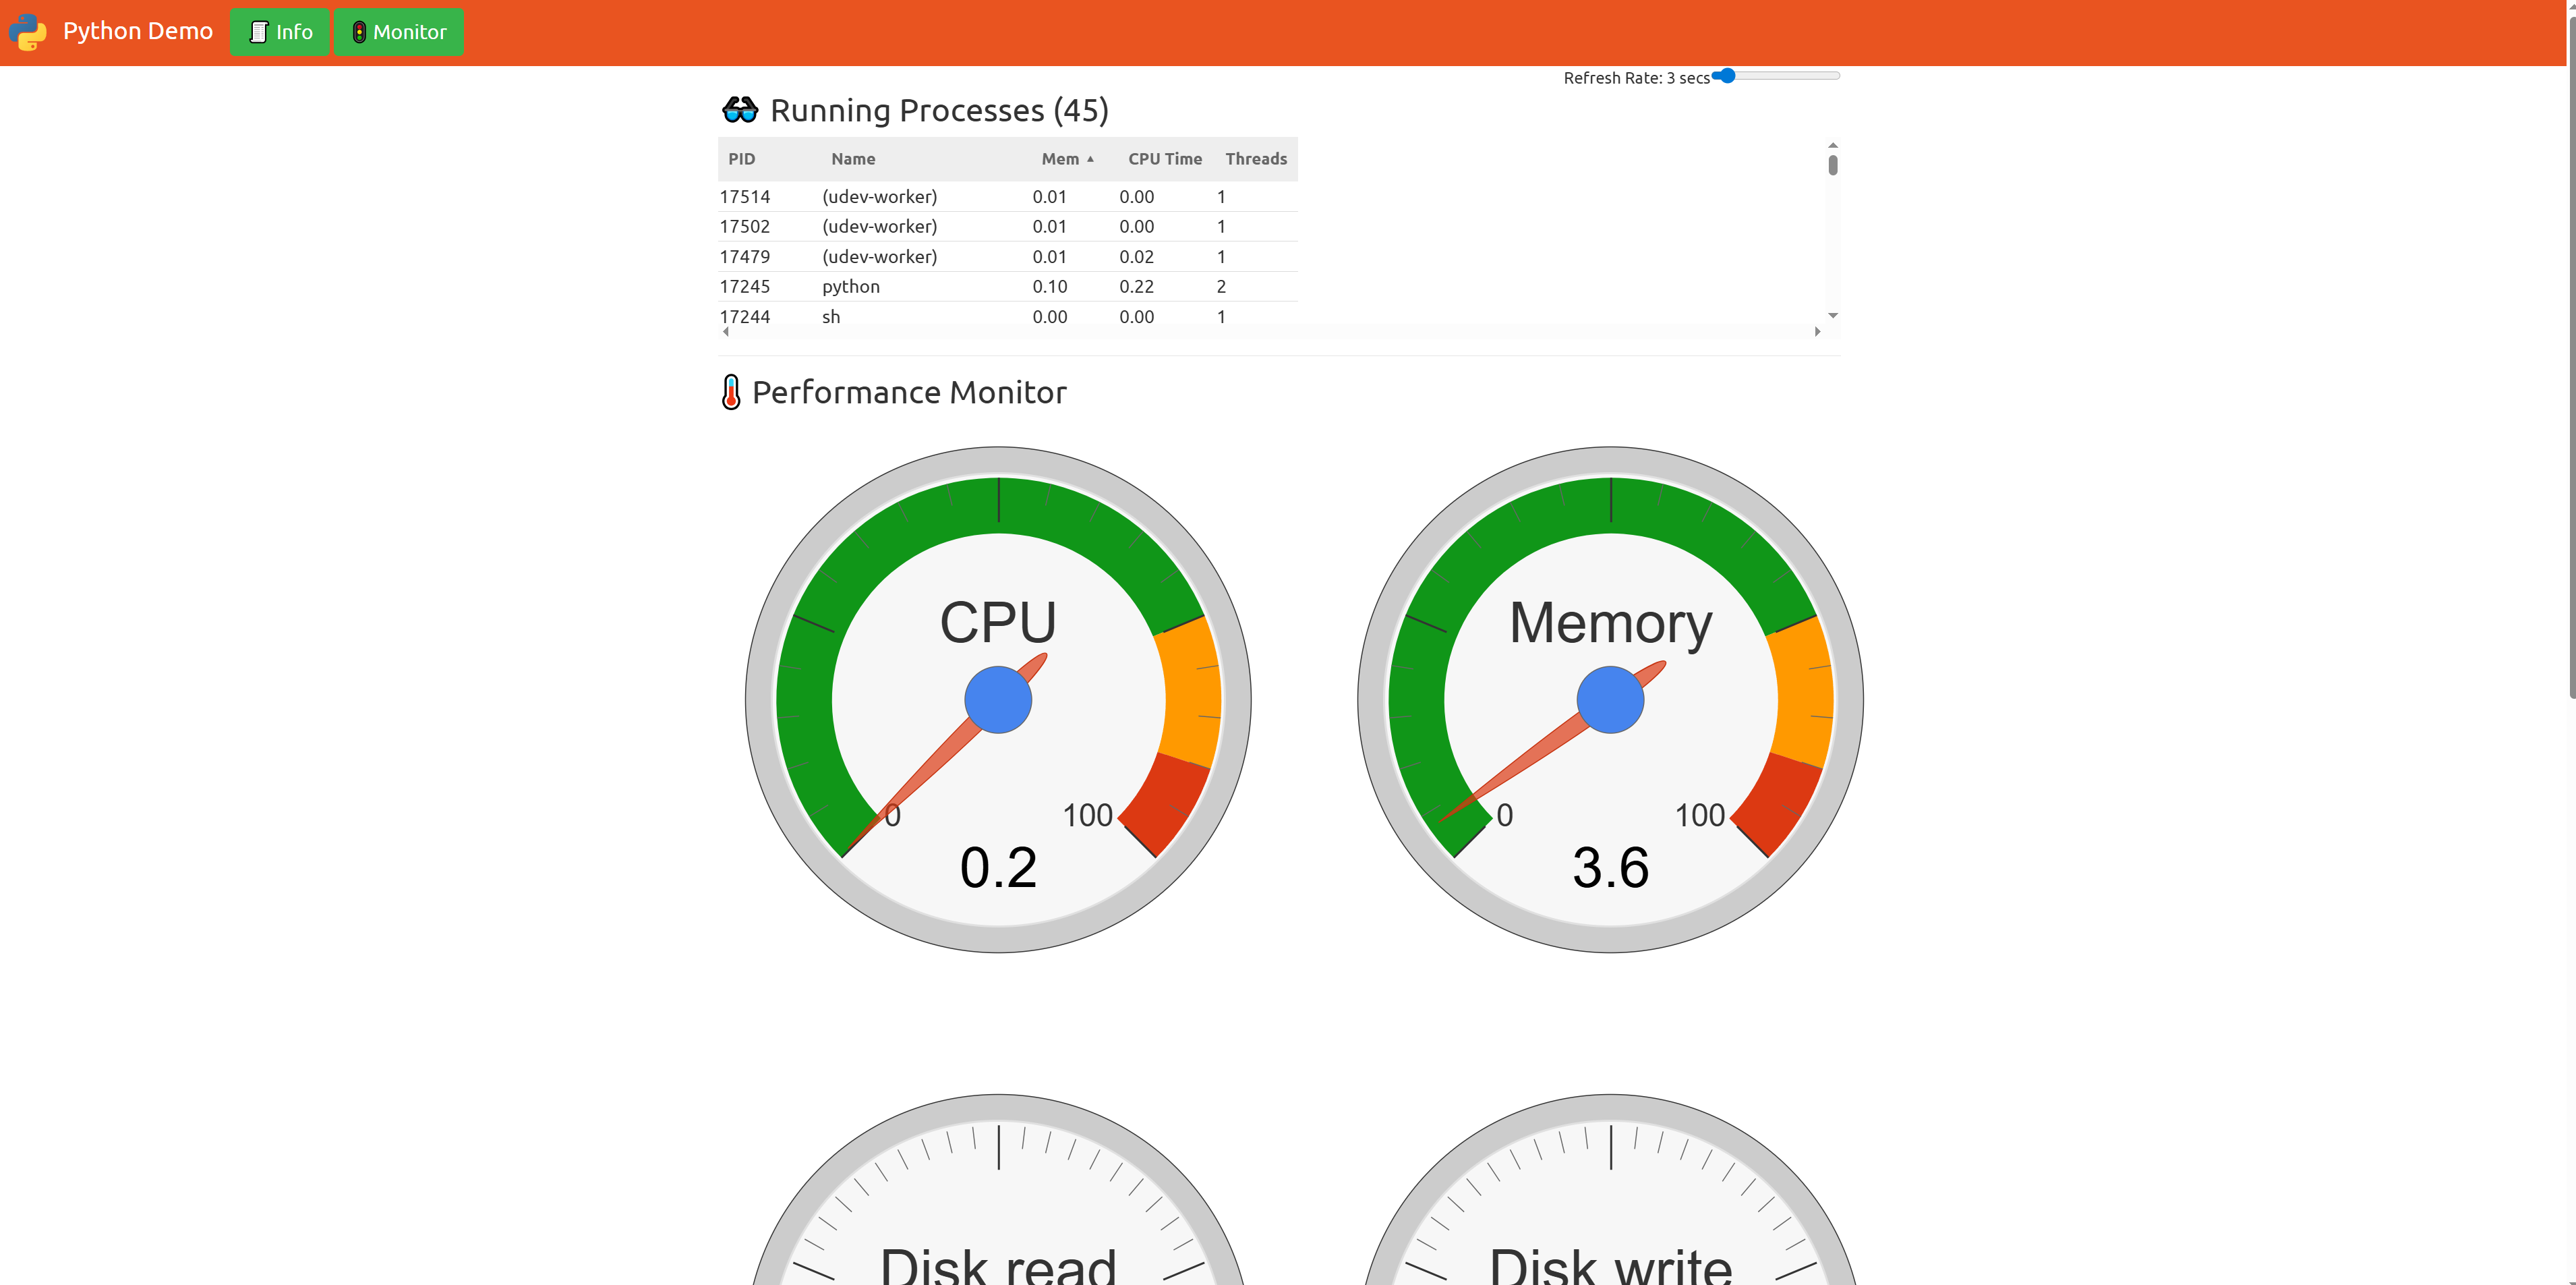 Python Demo Info Monitor
Refresh Rate: 3 secs
Running Processes (45)
PID Name Mem ▲ CPU Time Threads
17514 (udev-worker) 0.01 0.00 1
17502 (udev-worker) 0.01 0.00 1
17479 (udev-worker) 0.01 0.02 1
17245 python 0.10 0.22 2
17244 sh 0.00 0.00 1
Performance Monitor
CPU
0 100
0.2
Memory
0 100
3.6
Disk read
Disk write